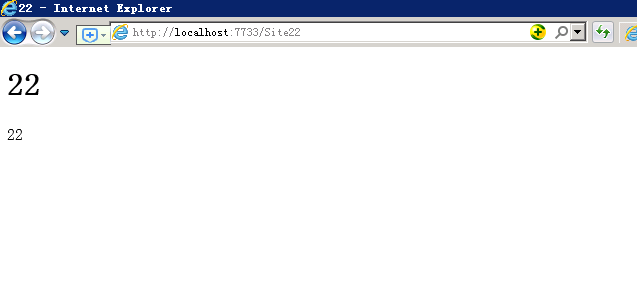 22 - Internet Explorer
http://localhost:7733/Site22
22
22